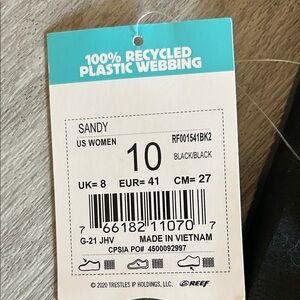 100% RECYCLED
PLASTIC WEBBING
SANDY
US WOMEN 10 RF001541BK2
BLACK/BLACK
UK= 8 EUR= 41 CM= 27
7 66182 11070 7
G-21 JHV MADE IN VIETNAM
CPSIA PO# 4500092997
© 2020 TRESTLES IP HOLDINGS, LLC. REEF